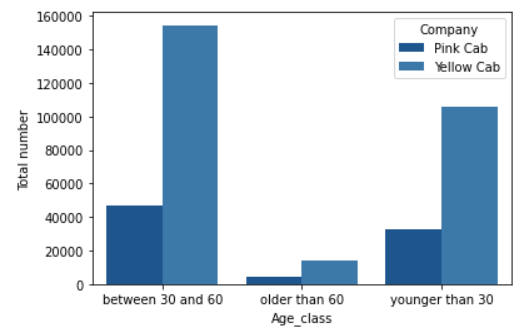 160000
140000
120000
100000
80000
60000
40000
20000
0
Total number
Company
Pink Cab
Yellow Cab
between 30 and 60
older than 60
younger than 30
Age_class